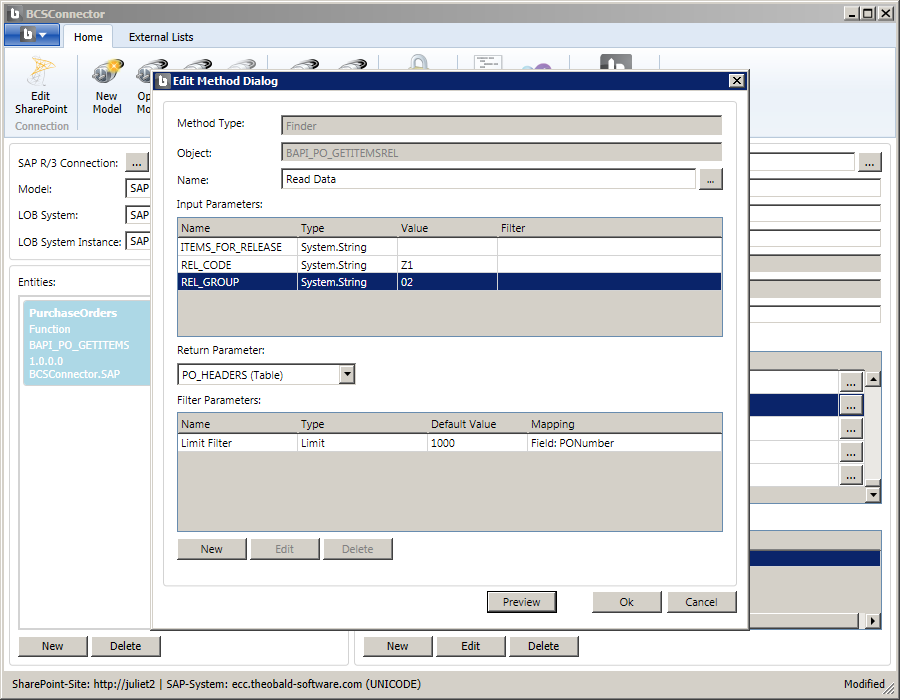 BCSConnector
Home
External Lists
Edit
SharePoint
Connection
New
Model
Op
Mo
Edit Method Dialog
Method Type:
Finder
Object:
BAPI_PO_GETITEMSREL
Name:
Read Data
...
Input Parameters:
Name Type Value Filter
ITEMS_FOR_RELEASE System.String
REL_CODE System.String Z1
REL_GROUP System.String 02
Return Parameter:
PO_HEADERS (Table)
Filter Parameters:
Name Type Default Value Mapping
Limit Filter Limit 1000 Field: PONumber
New Edit Delete
Preview Ok Cancel
SAP R/3 Connection: ...
Model: SAP
LOB System: SAP
LOB System Instance: SAP
Entities:
PurchaseOrders
Function
BAPI_PO_GETITEMS
1.0.0.0
BCSConnector.SAP
...
...
...
...
...
...
New Delete
New Edit Delete
SharePoint-Site: http://juliet2 | SAP-System: ecc.theobald-software.com (UNICODE)
Modified